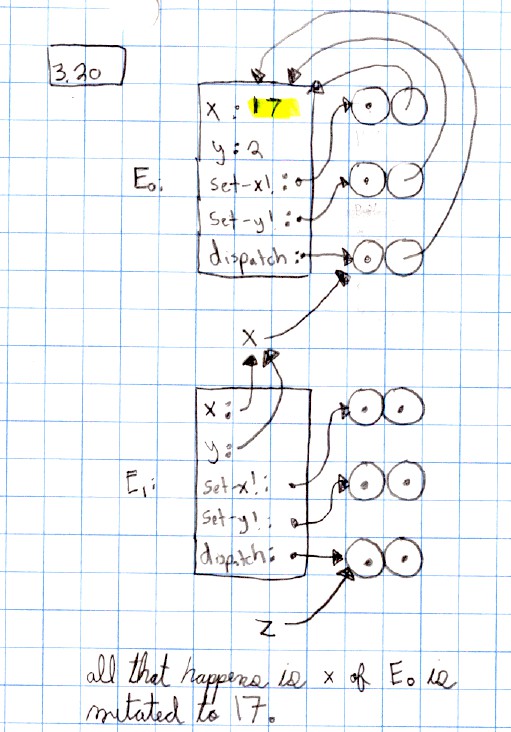 3.20
x : 17
y : 2
E₀:
set-x! :
set-y! :
dispatch :
x
x :
y :
E₁:
set-x! :
set-y! :
dispatch :
z
all that happens is x of E₀ is
mutated to 17.